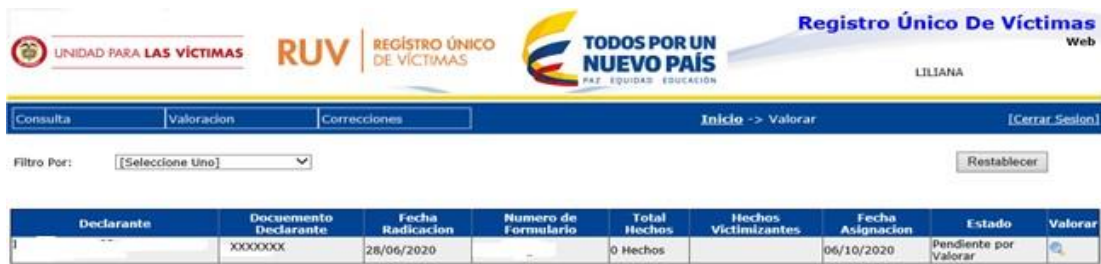 UNIDAD PARA LAS VÍCTIMAS
RUV
REGÍSTRO ÚNICO
DE VÍCTIMAS
TODOS POR UN
NUEVO PAÍS
PAZ EQUIDAD EDUCACIÓN
Registro Único De Víctimas
Web
LILIANA
Consulta Valoracion Correcciones Inicio -> Valorar [Cerrar Sesion]
Filtro Por: [Seleccione Uno] Restablecer
Declarante Docuemento Declarante Fecha Radicacion Numero de Formulario Total Hechos Hechos Victimizantes Fecha Asignacion Estado Valorar
XXXXXXX 28/06/2020 0 Hechos 06/10/2020 Pendiente por Valorar